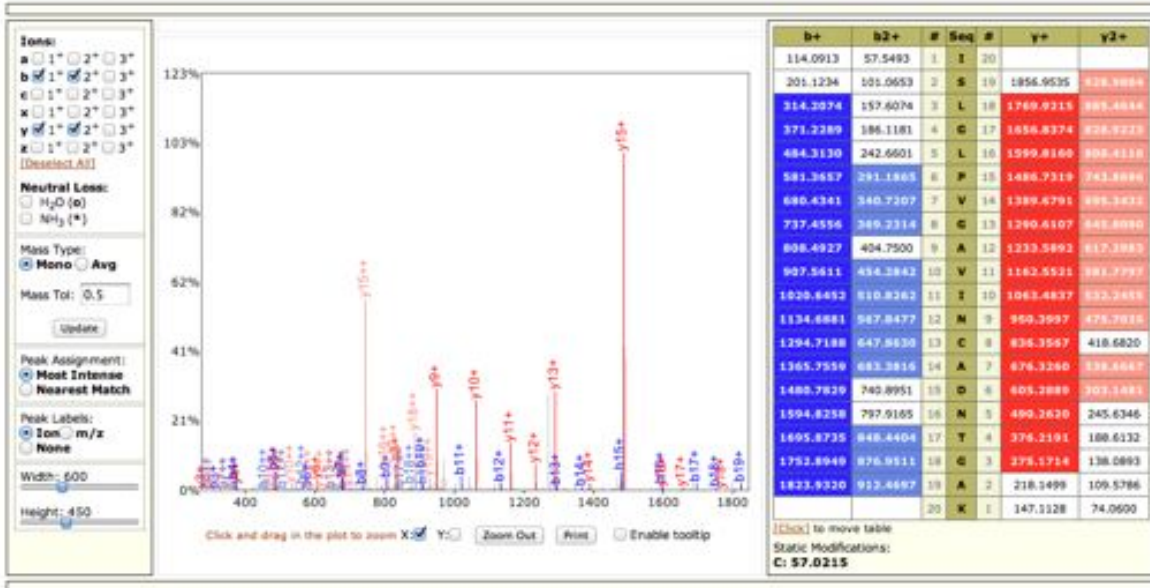 Ions:
a 1+ 2+ 3+
b 1+ 2+ 3+
c 1+ 2+ 3+
x 1+ 2+ 3+
y 1+ 2+ 3+
z 1+ 2+ 3+
[Deselect All]
Neutral Loss:
H2O (o)
NH3 (*)
Mass Type:
Mono Avg
Mass Tol: 0.5
Update
Peak Assignment:
Most Intense
Nearest Match
Peak Labels:
Ion m/z
None
Width: 600
Height: 450
123%
103%
82%
62%
41%
21%
0%
y15+
y15++
y9+
y10+
y13+
y11+
y12+
b11+
b12+
b13+
b14+
y14+
b15+
y17+
b17+
b19+
400 600 800 1000 1200 1400 1600 1800
Click and drag in the plot to zoom X: Y: Zoom Out Print Enable tooltip
b+ b2+ # Seq # y+ y2+
114.0913 57.5493 1 I 20
201.1234 101.0653 2 S 19 1856.9535
314.2074 157.6074 3 L 18 1769.9215
371.2289 186.1181 4 G 17 1656.8374
484.3130 242.6601 5 L 16 1599.8160
581.3657 291.1865 6 P 15 1486.7319
680.4341 340.7207 7 V 14 1389.6791
737.4556 369.2314 8 G 13 1290.6107
808.4927 404.7500 9 A 12 1233.5892
907.5611 454.2842 10 V 11 1162.5521
1020.6452 510.8262 11 I 10 1063.4837
1134.6881 567.8477 12 N 9 950.3997
1294.7188 647.8630 13 C 8 836.3567 418.6820
1365.7559 683.3816 14 A 7 676.3260
1480.7829 740.8951 15 D 6 605.2889
1594.8258 797.9165 16 N 5 490.2620 245.6346
1695.8735 848.4404 17 T 4 376.2191 188.6132
1752.8949 876.9511 18 G 3 275.1714 138.0893
1823.9320 912.4697 19 A 2 218.1499 109.5786
20 K 1 147.1128 74.0600
[Click] to move table
Static Modifications:
C: 57.0215